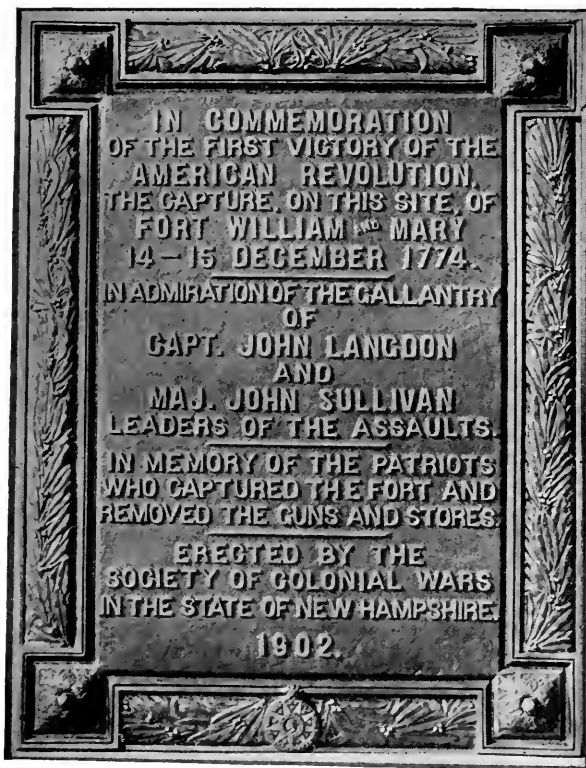 IN COMMEMORATION
OF THE FIRST VICTORY OF THE
AMERICAN REVOLUTION,
THE CAPTURE, ON THIS SITE, OF
FORT WILLIAM AND MARY
14–15 DECEMBER 1774.
IN ADMIRATION OF THE GALLANTRY
OF
CAPT. JOHN LANGDON
AND
MAJ. JOHN SULLIVAN
LEADERS OF THE ASSAULTS.
IN MEMORY OF THE PATRIOTS
WHO CAPTURED THE FORT AND
REMOVED THE GUNS AND STORES.
ERECTED BY THE
SOCIETY OF COLONIAL WARS
IN THE STATE OF NEW HAMPSHIRE.
1902.